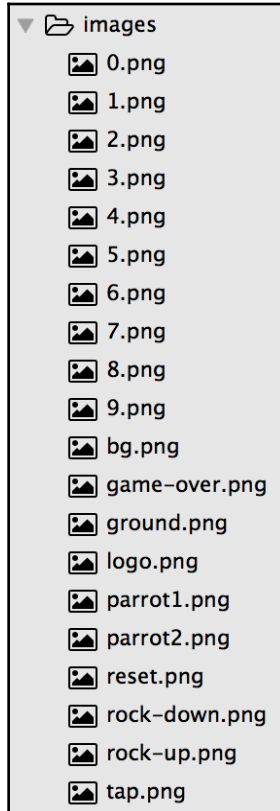 images
0.png
1.png
2.png
3.png
4.png
5.png
6.png
7.png
8.png
9.png
bg.png
game-over.png
ground.png
logo.png
parrot1.png
parrot2.png
reset.png
rock-down.png
rock-up.png
tap.png